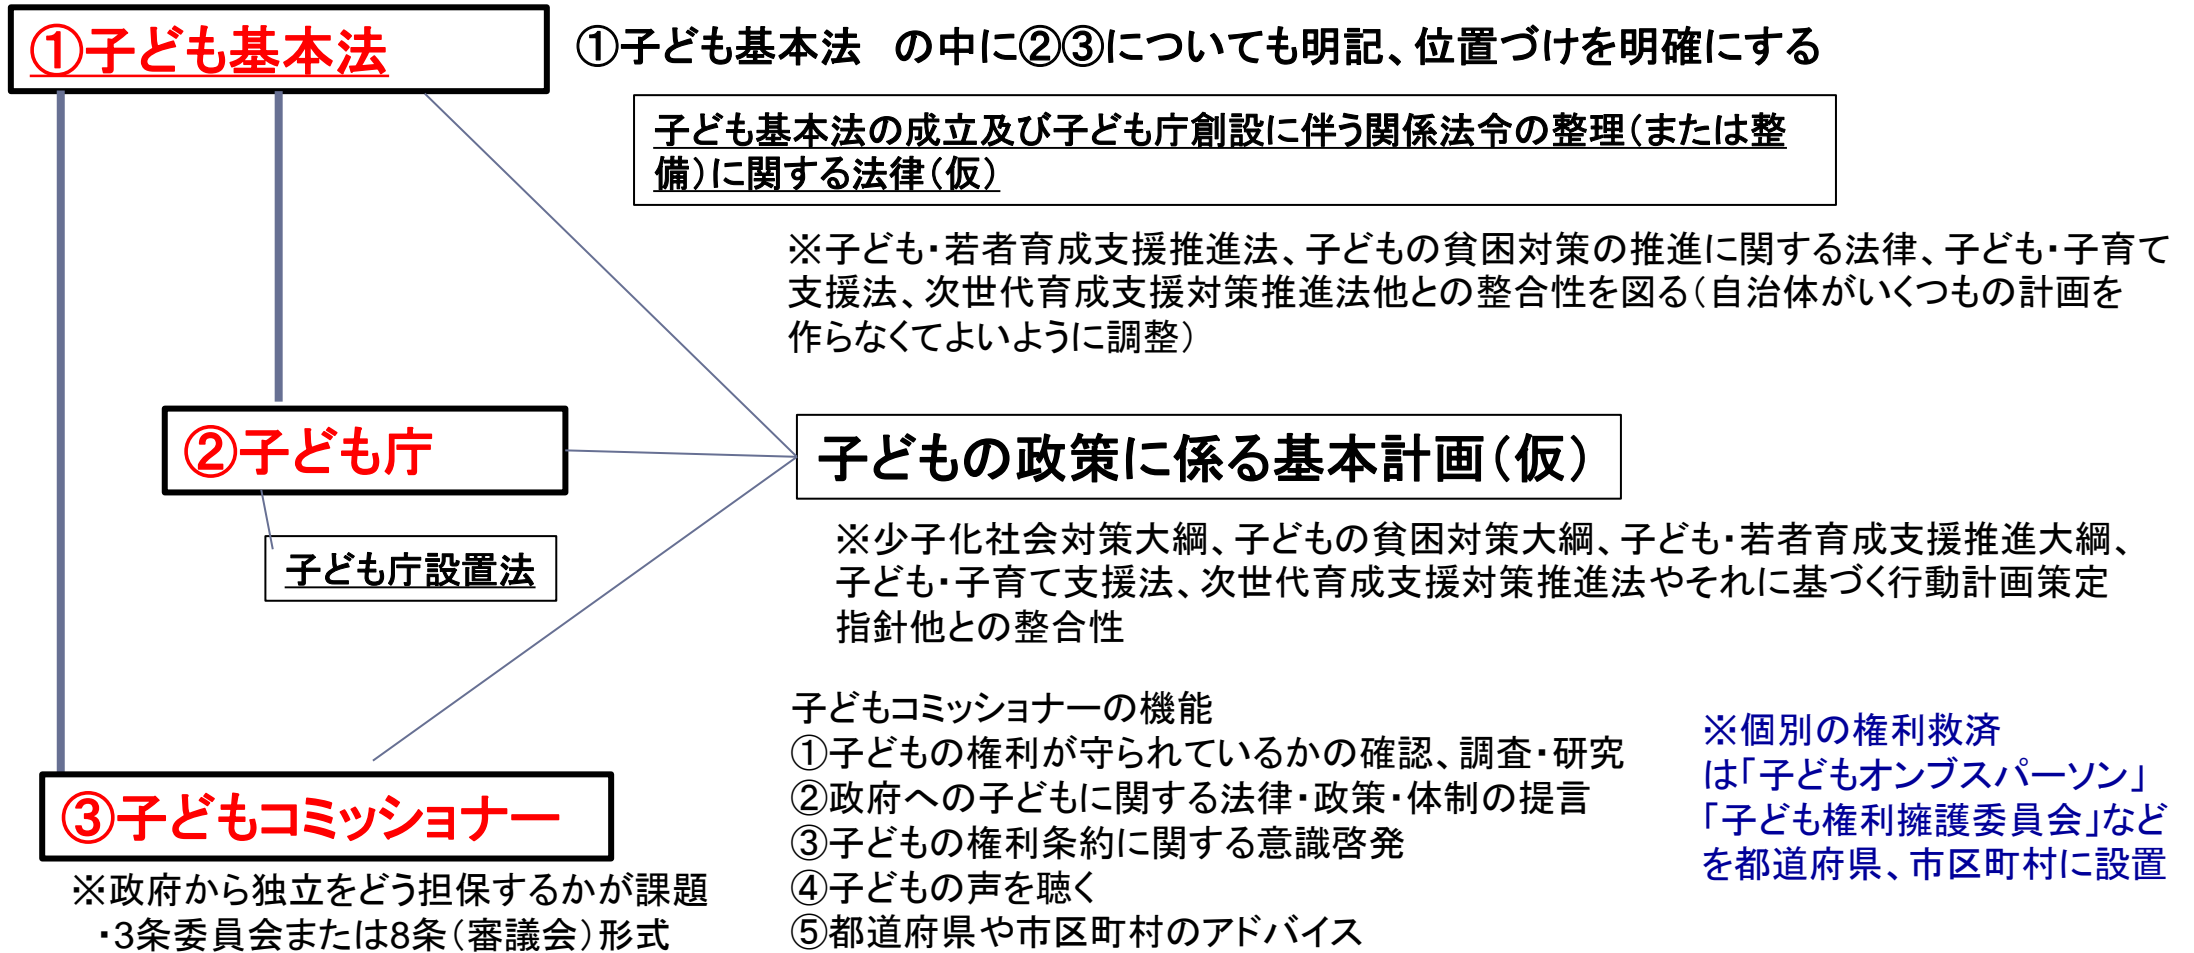 ①子ども基本法
①子ども基本法　の中に②③についても明記、位置づけを明確にする
子ども基本法の成立及び子ども庁創設に伴う関係法令の整理(または整
備)に関する法律(仮)
※子ども・若者育成支援推進法、子どもの貧困対策の推進に関する法律、子ども・子育て
支援法、次世代育成支援対策推進法他との整合性を図る(自治体がいくつもの計画を
作らなくてよいように調整)
②子ども庁
子どもの政策に係る基本計画(仮)
子ども庁設置法
※少子化社会対策大綱、子どもの貧困対策大綱、子ども・若者育成支援推進大綱、
子ども・子育て支援法、次世代育成支援対策推進法やそれに基づく行動計画策定
指針他との整合性
③子どもコミッショナー
※政府から独立をどう担保するかが課題
・3条委員会または8条(審議会)形式
子どもコミッショナーの機能
①子どもの権利が守られているかの確認、調査・研究
②政府への子どもに関する法律・政策・体制の提言
③子どもの権利条約に関する意識啓発
④子どもの声を聴く
⑤都道府県や市区町村のアドバイス
※個別の権利救済
は「子どもオンブスパーソン」
「子ども権利擁護委員会」など
を都道府県、市区町村に設置